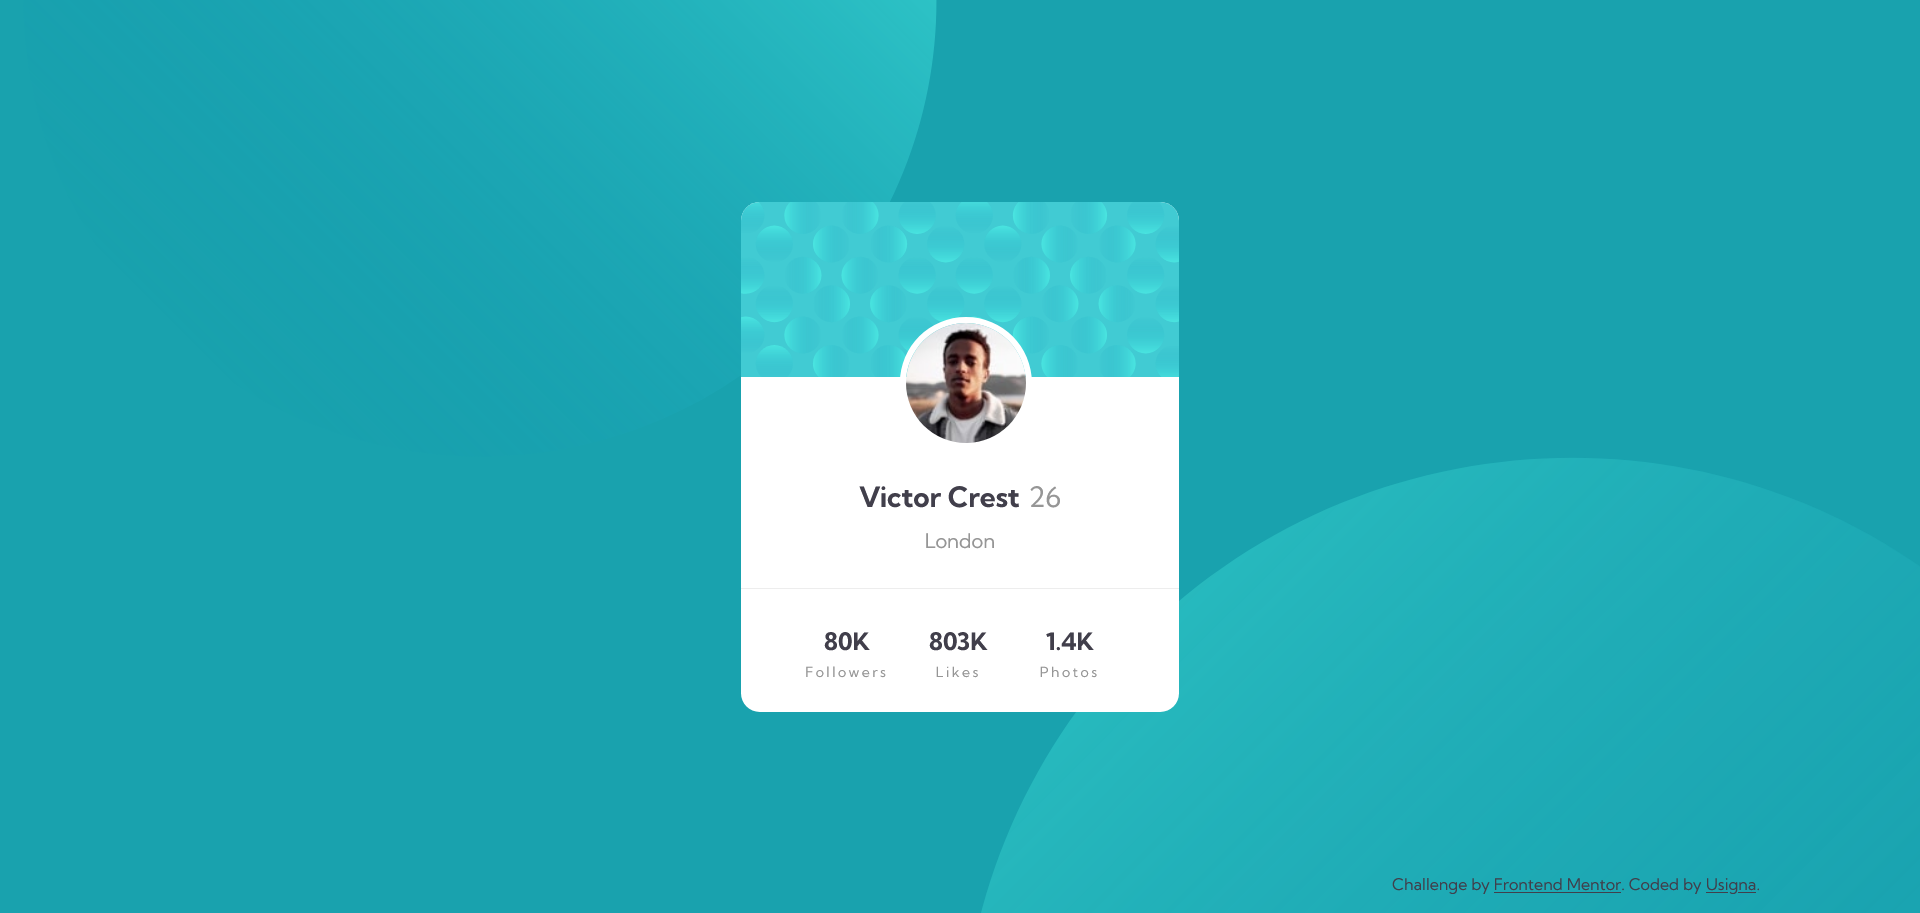 Victor Crest 26
London
80K 803K 1.4K
Followers Likes Photos
Challenge by Frontend Mentor. Coded by Usigna.